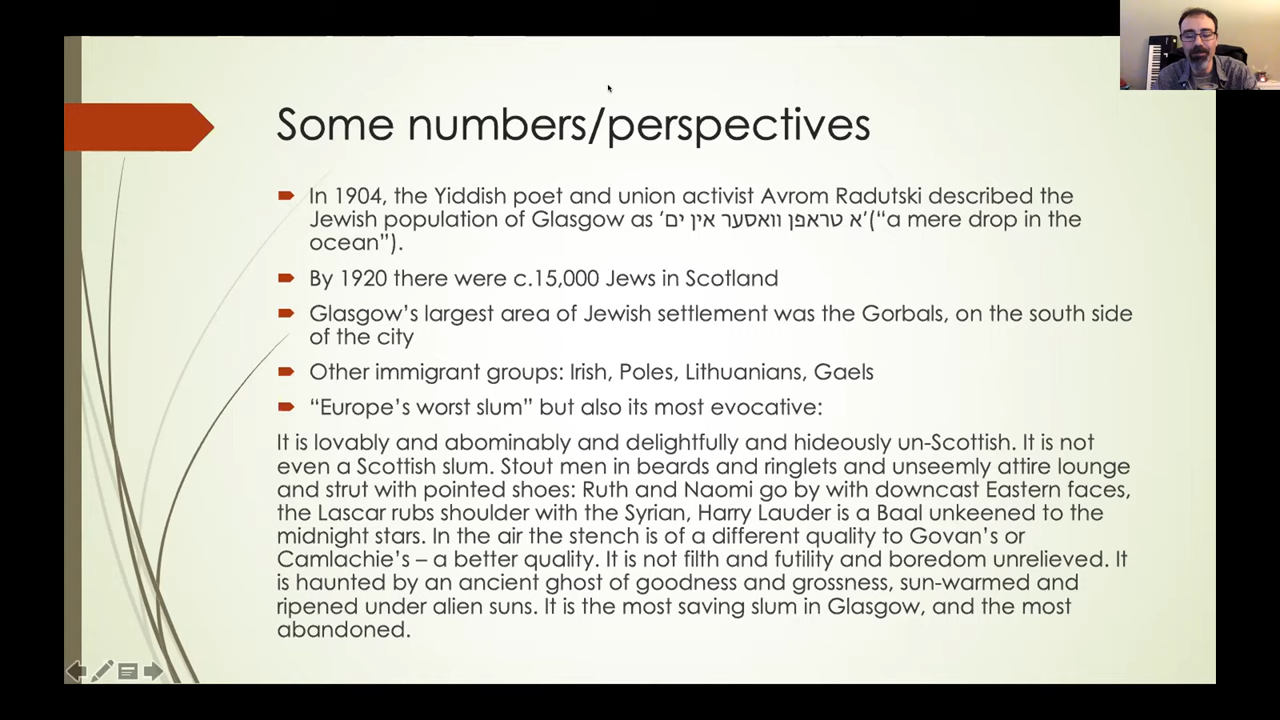 Some numbers/perspectives
In 1904, the Yiddish poet and union activist Avrom Radutski described the
Jewish population of Glasgow as ‘א טראפן וואסער אין ים’(“a mere drop in the
ocean”).
By 1920 there were c.15,000 Jews in Scotland
Glasgow’s largest area of Jewish settlement was the Gorbals, on the south side
of the city
Other immigrant groups: Irish, Poles, Lithuanians, Gaels
“Europe’s worst slum” but also its most evocative:
It is lovably and abominably and delightfully and hideously un-Scottish. It is not
even a Scottish slum. Stout men in beards and ringlets and unseemly attire lounge
and strut with pointed shoes: Ruth and Naomi go by with downcast Eastern faces,
the Lascar rubs shoulder with the Syrian, Harry Lauder is a Baal unkeened to the
midnight stars. In the air the stench is of a different quality to Govan’s or
Camlachie’s – a better quality. It is not filth and futility and boredom unrelieved. It
is haunted by an ancient ghost of goodness and grossness, sun-warmed and
ripened under alien suns. It is the most saving slum in Glasgow, and the most
abandoned.